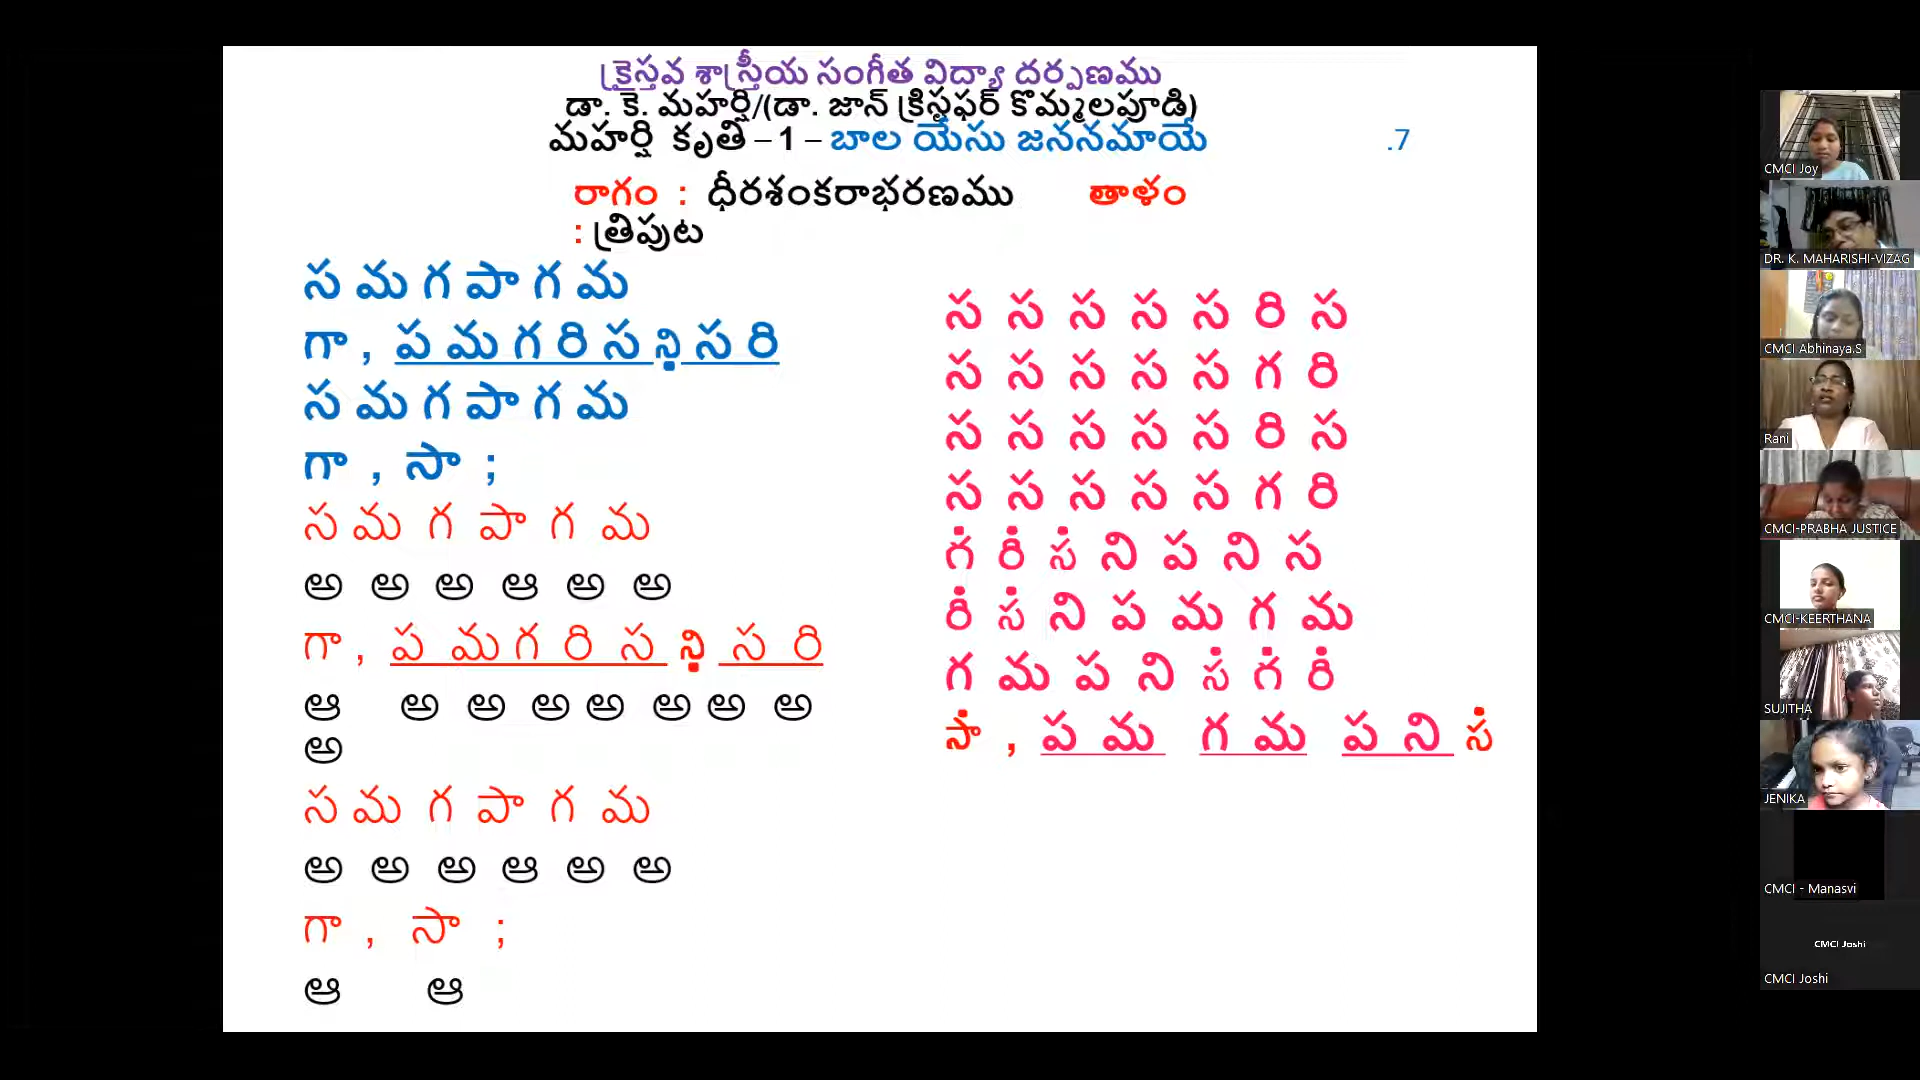 క్రైస్తవ శాస్త్రీయ సంగీత విద్యా దర్పణము
డా. కె. మహర్షి/(డా. జాన్ క్రిస్టఫర్ కొమ్మలపూడి)
మహర్షి కృతి – 1 – బాల యేసు జననమాయే .7
రాగం : ధీరశంకరాభరణము తాళం
: త్రిపుట
స మ గ పా గ మ
గా , ప మ గ రి స ని़ స రి
స మ గ పా గ మ
గా , సా ;
స మ గ పా గ మ
అ అ అ ఆ అ అ
గా , ప మ గ రి స ని़ స రి
ఆ అ అ అ అ అ అ అ
అ
స మ గ పా గ మ
అ అ అ ఆ అ అ
గా , సా ;
ఆ ఆ
స స స స స రి స
స స స స స గ రి
స స స స స రి స
స స స స స గ రి
గ̇ రి̇ స̇ ని ప ని స
రి̇ స̇ ని ప మ గ మ
గ మ ప ని స̇ గ̇ రి̇
సా̇ , ప మ గ మ ప ని స̇
CMCI Joy
DR. K. MAHARISHI-VIZAG
CMCI Abhinaya.S
Rani
CMCI-PRABHA JUSTICE
CMCI-KEERTHANA
SUJITHA
JENIKA
CMCI - Manasvi
CMCI Joshi
CMCI Joshi